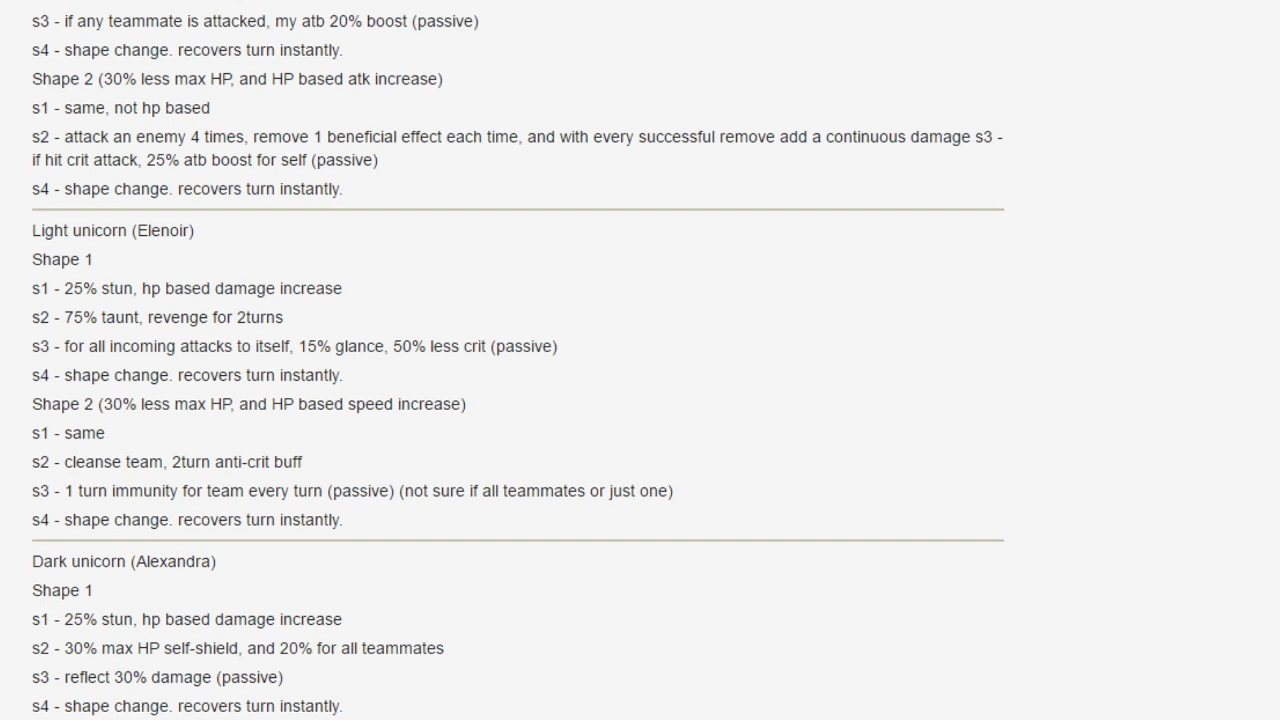 s3 - if any teammate is attacked, my atb 20% boost (passive)
s4 - shape change. recovers turn instantly.
Shape 2 (30% less max HP, and HP based atk increase)
s1 - same, not hp based
s2 - attack an enemy 4 times, remove 1 beneficial effect each time, and with every successful remove add a continuous damage s3 -
if hit crit attack, 25% atb boost for self (passive)
s4 - shape change. recovers turn instantly.
Light unicorn (Elenoir)
Shape 1
s1 - 25% stun, hp based damage increase
s2 - 75% taunt, revenge for 2turns
s3 - for all incoming attacks to itself, 15% glance, 50% less crit (passive)
s4 - shape change. recovers turn instantly.
Shape 2 (30% less max HP, and HP based speed increase)
s1 - same
s2 - cleanse team, 2turn anti-crit buff
s3 - 1 turn immunity for team every turn (passive) (not sure if all teammates or just one)
s4 - shape change. recovers turn instantly.
Dark unicorn (Alexandra)
Shape 1
s1 - 25% stun, hp based damage increase
s2 - 30% max HP self-shield, and 20% for all teammates
s3 - reflect 30% damage (passive)
s4 - shape change. recovers turn instantly.